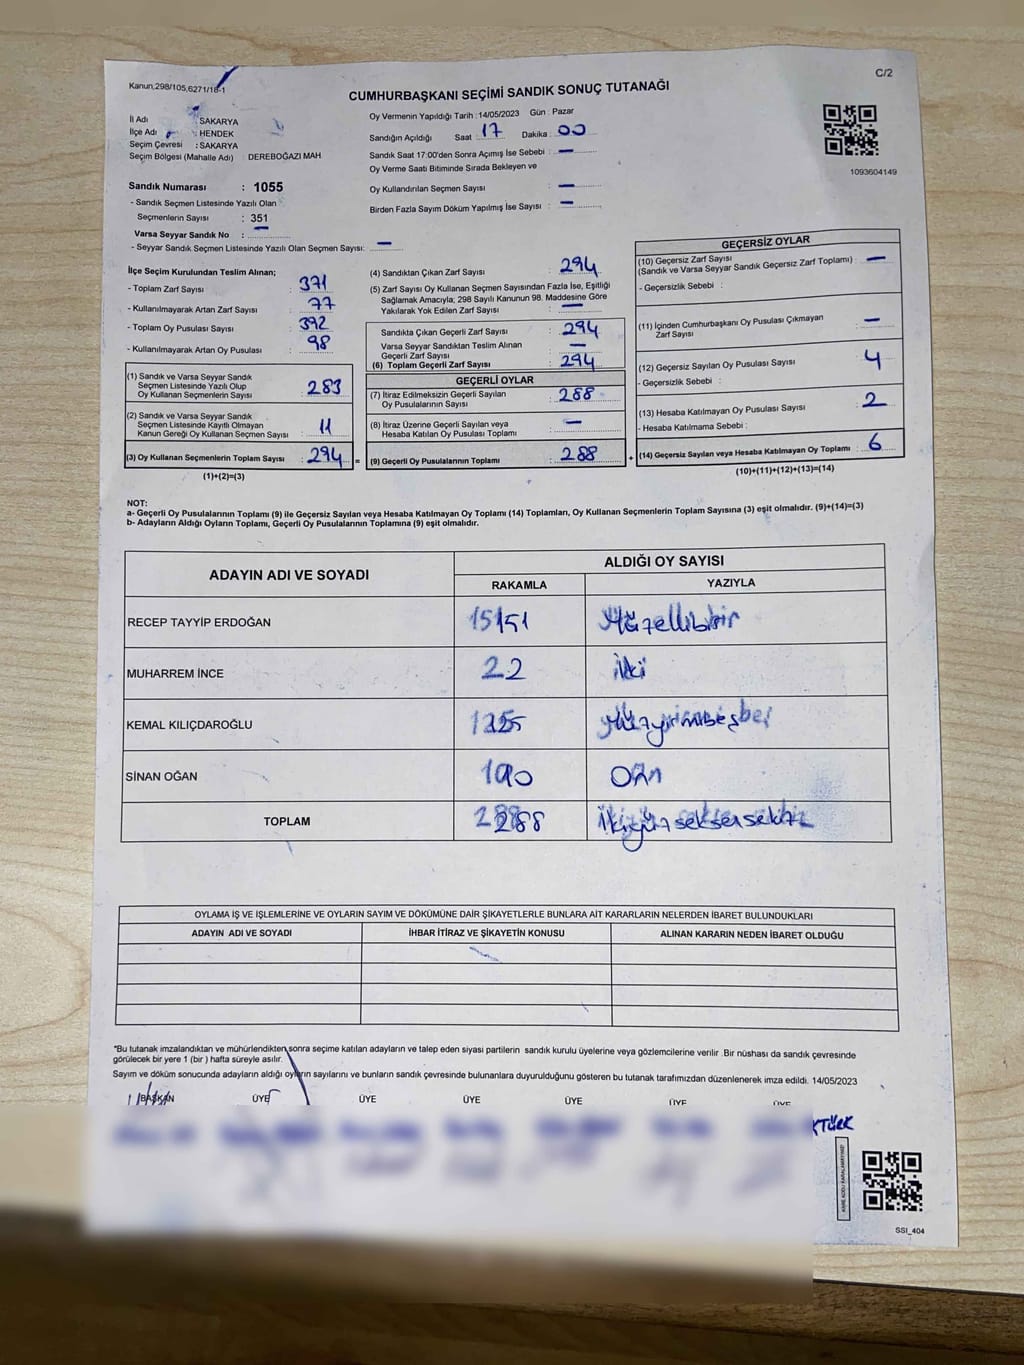 C/2
Kanun,298/105,6271/18-1
CUMHURBAŞKANI SEÇİMİ SANDIK SONUÇ TUTANAĞI
İl Adı : SAKARYA
İlçe Adı : HENDEK
Seçim Çevresi : SAKARYA
Seçim Bölgesi (Mahalle Adı) : DEREBOĞAZI MAH
Sandık Numarası : 1055
- Sandık Seçmen Listesinde Yazılı Olan
Seçmenlerin Sayısı : 351
Varsa Seyyar Sandık No : —
- Seyyar Sandık Seçmen Listesinde Yazılı Olan Seçmen Sayısı: —
Oy Vermenin Yapıldığı Tarih :14/05/2023 Gün : Pazar
Sandığın Açıldığı Saat 17 Dakika : 00
Sandık Saat 17:00'den Sonra Açımış İse Sebebi : —
Oy Verme Saati Bitiminde Sırada Bekleyen ve
Oy Kullandırılan Seçmen Sayısı : —
Birden Fazla Sayım Döküm Yapılmış İse Sayısı : —
1093604149
İlçe Seçim Kurulundan Teslim Alınan;
- Toplam Zarf Sayısı : 371
- Kullanılmayarak Artan Zarf Sayısı : 77
- Toplam Oy Pusulası Sayısı : 392
- Kullanılmayarak Artan Oy Pusulası : 98
(1) Sandık ve Varsa Seyyar Sandık
Seçmen Listesinde Yazılı Olup
Oy Kullanan Seçmenlerin Sayısı : 283
(2) Sandık ve Varsa Seyyar Sandık
Seçmen Listesinde Kayıtlı Olmayan
Kanun Gereği Oy Kullanan Seçmen Sayısı : 11
(3) Oy Kullanan Seçmenlerin Toplam Sayısı : 294 =
(1)+(2)=(3)
(4) Sandıktan Çıkan Zarf Sayısı : 294
(5) Zarf Sayısı Oy Kullanan Seçmen Sayısından Fazla İse, Eşitliği
Sağlamak Amacıyla; 298 Sayılı Kanunun 98. Maddesine Göre
Yakılarak Yok Edilen Zarf Sayısı : —
Sandıkta Çıkan Geçerli Zarf Sayısı : 294
Varsa Seyyar Sandıktan Teslim Alınan
Geçerli Zarf Sayısı : —
(6) Toplam Geçerli Zarf Sayısı : 294
GEÇERLİ OYLAR
(7) İtiraz Edilmeksizin Geçerli Sayılan
Oy Pusulalarının Sayısı : 288
(8) İtiraz Üzerine Geçerli Sayılan veya
Hesaba Katılan Oy Pusulası Toplamı : —
(9) Geçerli Oy Pusulalarının Toplamı : 288 +
GEÇERSİZ OYLAR
(10) Geçersiz Zarf Sayısı
(Sandık ve Varsa Seyyar Sandık Geçersiz Zarf Toplamı) : —
- Geçersizlik Sebebi :
(11) İçinden Cumhurbaşkanı Oy Pusulası Çıkmayan
Zarf Sayısı : —
(12) Geçersiz Sayılan Oy Pusulası Sayısı : 4
- Geçersizlik Sebebi :
(13) Hesaba Katılmayan Oy Pusulası Sayısı : 2
- Hesaba Katılmama Sebebi :
(14) Geçersiz Sayılan veya Hesaba Katılmayan Oy Toplamı : 6
(10)+(11)+(12)+(13)=(14)
NOT:
a- Geçerli Oy Pusulalarının Toplamı (9) ile Geçersiz Sayılan veya Hesaba Katılmayan Oy Toplamı (14) Toplamları, Oy Kullanan Seçmenlerin Toplam Sayısına (3) eşit olmalıdır. (9)+(14)=(3)
b- Adayların Aldığı Oyların Toplamı, Geçerli Oy Pusulalarının Toplamına (9) eşit olmalıdır.
ADAYIN ADI VE SOYADI
ALDIĞI OY SAYISI
RAKAMLA YAZIYLA
RECEP TAYYİP ERDOĞAN 151 Yüzellibir
MUHARREM İNCE 2 iki
KEMAL KILIÇDAROĞLU 125 Yüzyirmibeş
SİNAN OĞAN 10 On
TOPLAM 288 ikiyüzseksensekiz
OYLAMA İŞ VE İŞLEMLERİNE VE OYLARIN SAYIM VE DÖKÜMÜNE DAİR ŞİKAYETLERLE BUNLARA AİT KARARLARIN NELERDEN İBARET BULUNDUKLARI
ADAYIN ADI VE SOYADI İHBAR İTİRAZ VE ŞİKAYETİN KONUSU ALINAN KARARIN NEDEN İBARET OLDUĞU
*Bu tutanak imzalandıktan ve mühürlendikten sonra seçime katılan adayların ve talep eden siyasi partilerin sandık kurulu üyelerine veya gözlemcilerine verilir .Bir nüshası da sandık çevresinde
görülecek bir yere 1 (bir ) hafta süreyle asılır.
Sayım ve döküm sonucunda adayların aldığı oyların sayılarını ve bunların sandık çevresinde bulunanlara duyurulduğunu gösteren bu tutanak tarafımızdan düzenlenerek imza edildi. 14/05/2023
BAŞKAN ÜYE ÜYE ÜYE ÜYE ÜYE ÜYE
KTÜRK
SSI_404